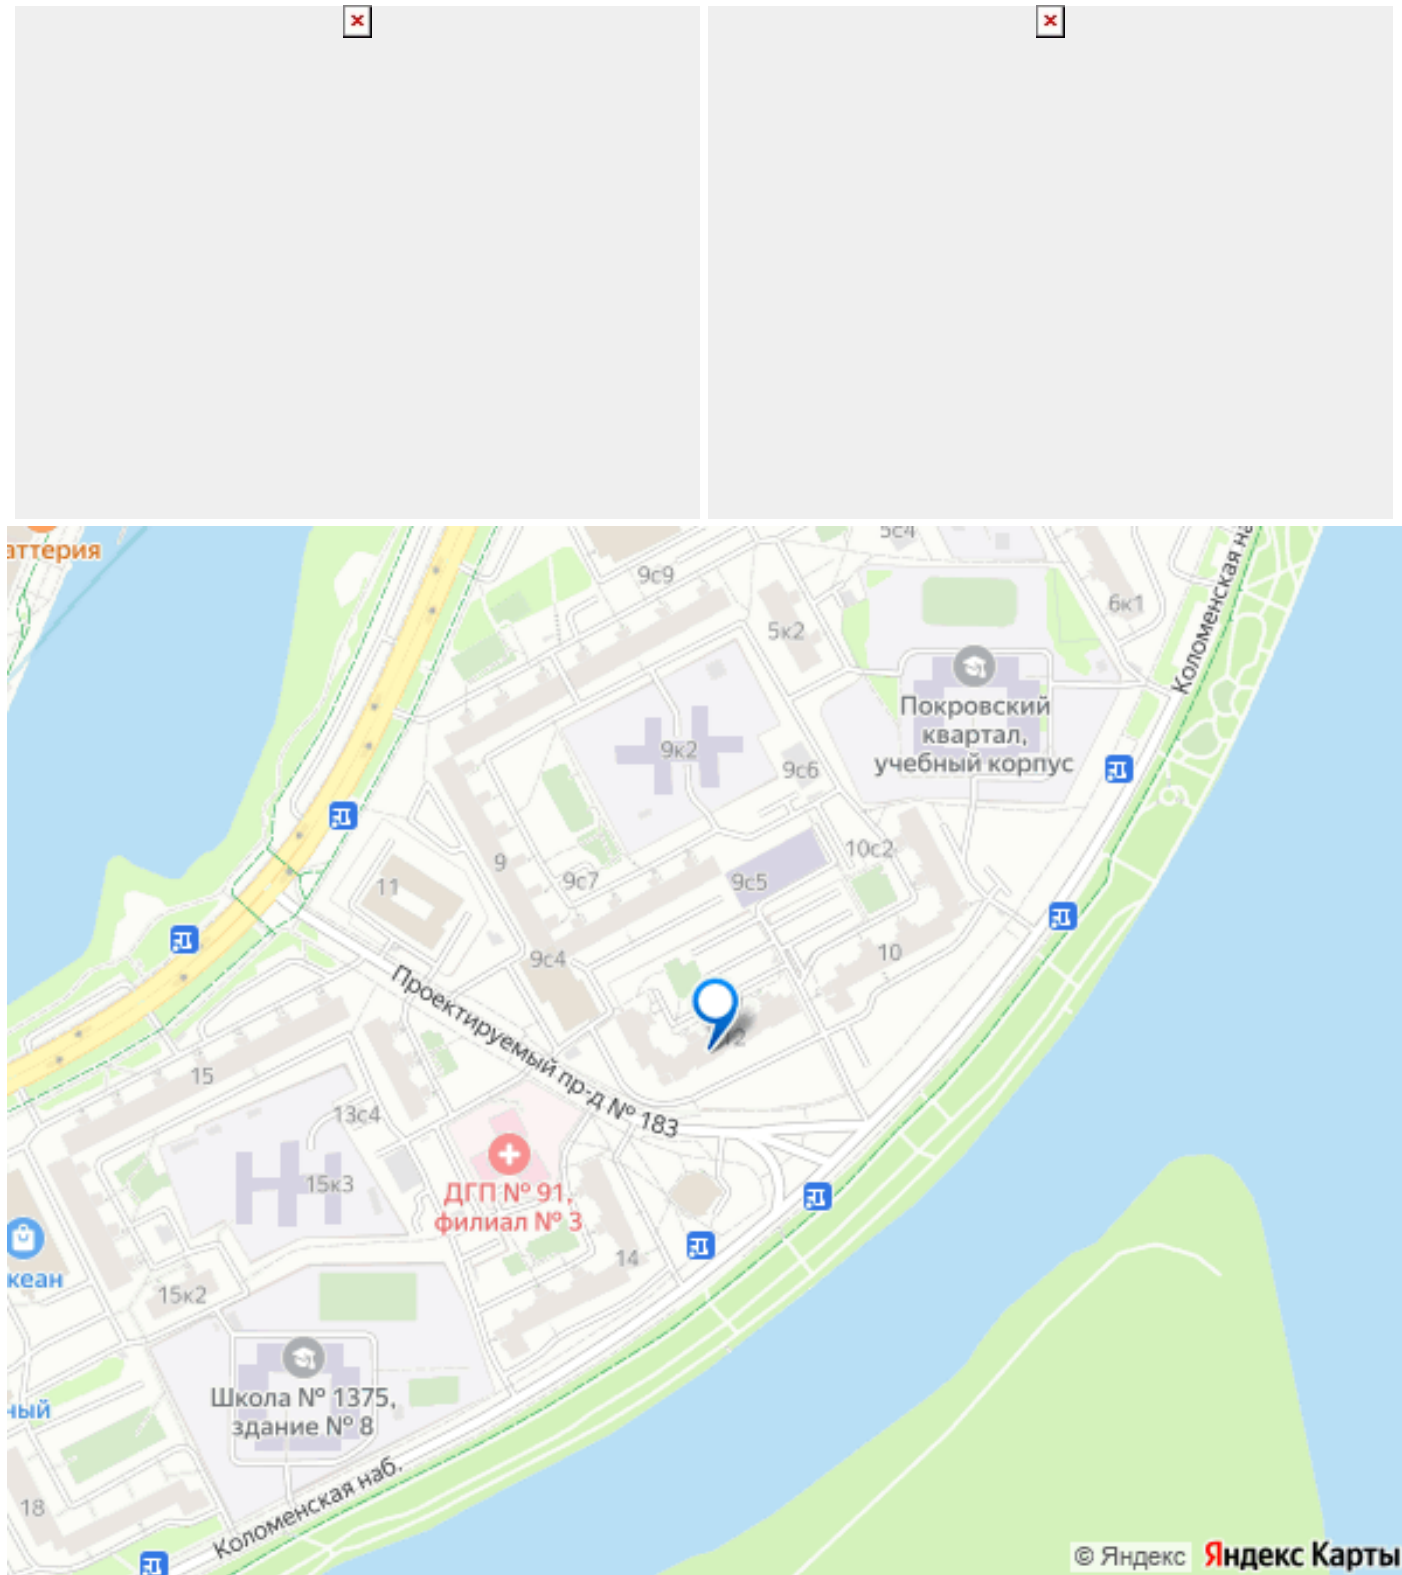 аттерия
5с4
9с9
6к1
5к2
Коломенская на
Покровский
квартал,
учебный корпус
9к2
9с6
10с2
9
9с7
9с5
11
9с4
10
Проектируемый пр-д № 183
12
15
13с4
15к3
ДГП № 91,
филиал № 3
14
кеан
15к2
Школа № 1375,
здание № 8
ный
Коломенская наб.
18
© Яндекс Яндекс Карты